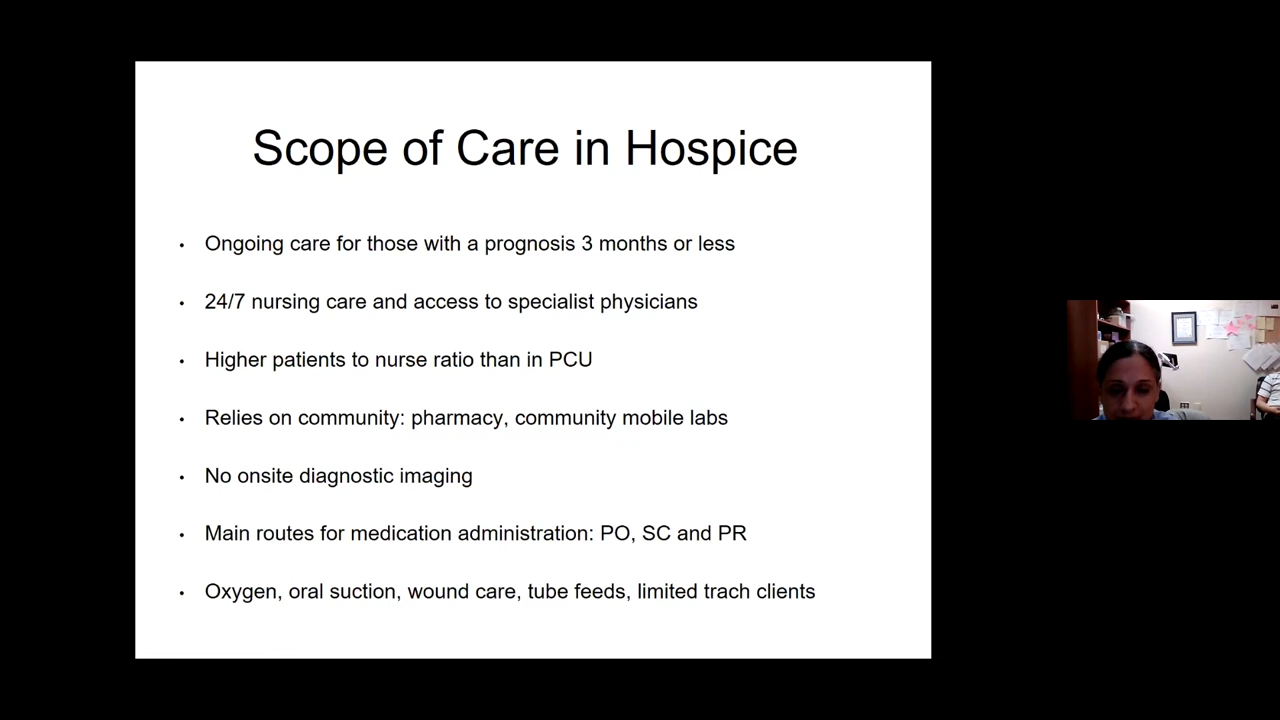 Scope of Care in Hospice
• Ongoing care for those with a prognosis 3 months or less
• 24/7 nursing care and access to specialist physicians
• Higher patients to nurse ratio than in PCU
• Relies on community: pharmacy, community mobile labs
• No onsite diagnostic imaging
• Main routes for medication administration: PO, SC and PR
• Oxygen, oral suction, wound care, tube feeds, limited trach clients